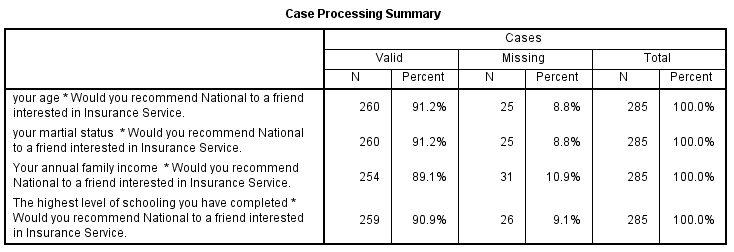 Case Processing Summary
Cases
Valid Missing Total
N Percent N Percent N Percent
your age * Would you recommend National to a friend
interested in Insurance Service. 260 91.2% 25 8.8% 285 100.0%
your martial status * Would you recommend National
to a friend interested in Insurance Service. 260 91.2% 25 8.8% 285 100.0%
Your annual family income * Would you recommend
National to a friend interested in Insurance Service. 254 89.1% 31 10.9% 285 100.0%
The highest level of schooling you have completed *
Would you recommend National to a friend interested
in Insurance Service. 259 90.9% 26 9.1% 285 100.0%